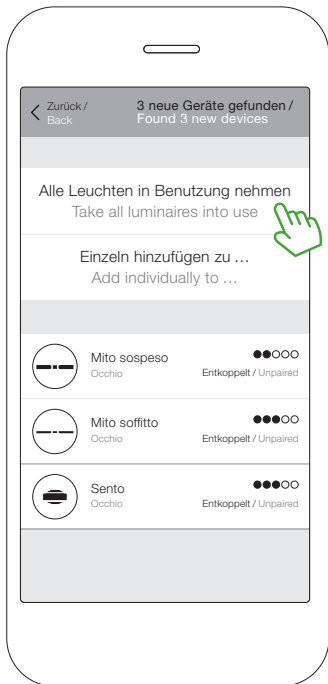 Zurück /
Back
3 neue Geräte gefunden /
Found 3 new devices
Alle Leuchten in Benutzung nehmen
Take all luminaires into use
Einzeln hinzufügen zu …
Add individually to …
Mito sospeso
Occhio
Entkoppelt / Unpaired
Mito soffitto
Occhio
Entkoppelt / Unpaired
Sento
Occhio
Entkoppelt / Unpaired